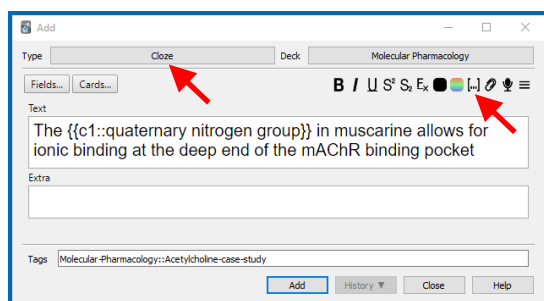 Add
Type Cloze Deck Molecular Pharmacology
Fields... Cards... B I U S² S₂ Eₓ [...]
Text
The {{c1::quaternary nitrogen group}} in muscarine allows for
ionic binding at the deep end of the mAChR binding pocket
Extra
Tags Molecular-Pharmacology::Acetylcholine-case-study
Add History ▼ Close Help